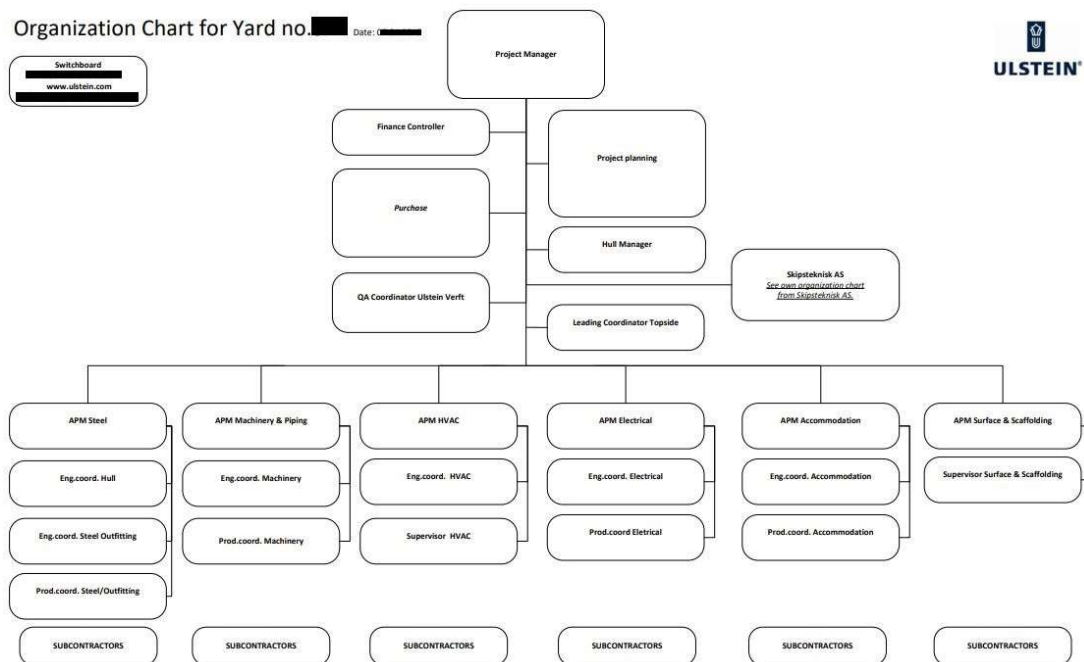 Organization Chart for Yard no.
Date:
Switchboard
www.ulstein.com
ULSTEIN®
Project Manager
Finance Controller
Project planning
Purchase
Hull Manager
Skipsteknisk AS
See own organization chart
from Skipsteknisk AS.
QA Coordinator Ulstein Verft
Leading Coordinator Topside
APM Steel
APM Machinery & Piping
APM HVAC
APM Electrical
APM Accommodation
APM Surface & Scaffolding
Eng.coord. Hull
Eng.coord. Machinery
Eng.coord. HVAC
Eng.coord. Electrical
Eng.coord. Accommodation
Supervisor Surface & Scaffolding
Eng.coord. Steel Outfitting
Prod.coord. Machinery
Supervisor HVAC
Prod.coord Eletrical
Prod.coord. Accommodation
Prod.coord. Steel/Outfitting
SUBCONTRACTORS
SUBCONTRACTORS
SUBCONTRACTORS
SUBCONTRACTORS
SUBCONTRACTORS
SUBCONTRACTORS